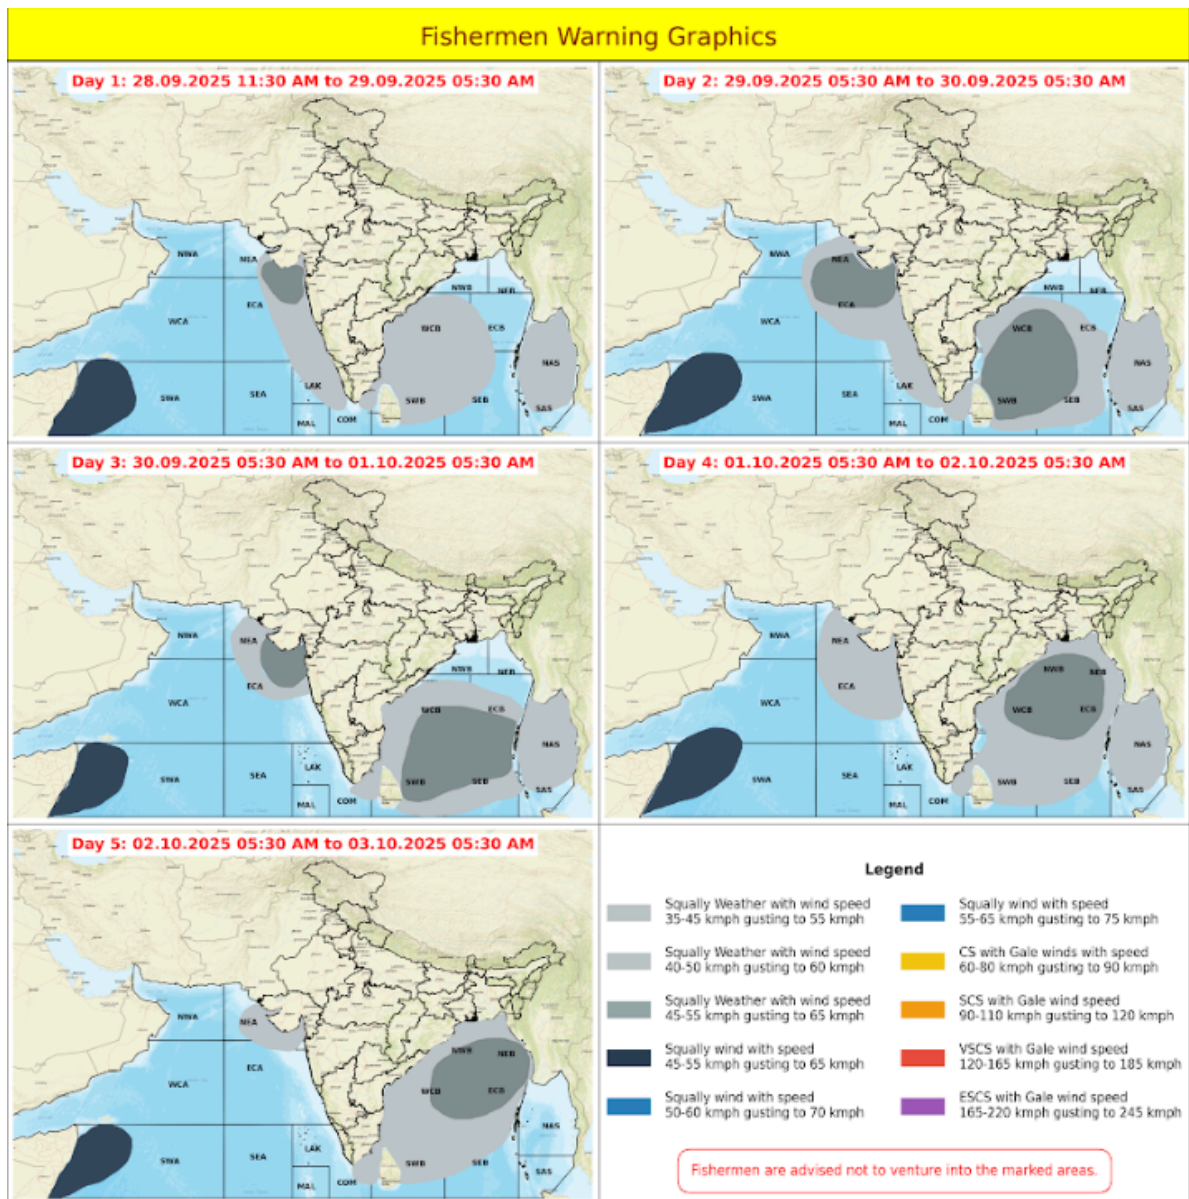 Fishermen Warning Graphics
Day 1: 28.09.2025 11:30 AM to 29.09.2025 05:30 AM
NWA
NEA
ECA
WCA
NWB
NEB
WCB
ECB
NAS
SWA
SEA
LAK
SWB
SEB
SAS
MAL
COM
Day 2: 29.09.2025 05:30 AM to 30.09.2025 05:30 AM
NWA
NEA
ECA
WCA
NWB
NEB
WCB
ECB
NAS
SWA
SEA
LAK
SWB
SEB
SAS
MAL
COM
Day 3: 30.09.2025 05:30 AM to 01.10.2025 05:30 AM
NWA
NEA
ECA
WCA
NWB
NEB
WCB
ECB
NAS
SWA
SEA
LAK
SWB
SEB
SAS
MAL
COM
Day 4: 01.10.2025 05:30 AM to 02.10.2025 05:30 AM
NWA
NEA
ECA
WCA
NWB
NEB
WCB
ECB
NAS
SWA
SEA
LAK
SWB
SEB
SAS
MAL
COM
Day 5: 02.10.2025 05:30 AM to 03.10.2025 05:30 AM
NWA
NEA
ECA
WCA
NWB
NEB
WCB
ECB
NAS
SWA
SEA
LAK
SWB
SEB
SAS
MAL
COM
Legend
Squally Weather with wind speed
35-45 kmph gusting to 55 kmph
Squally Weather with wind speed
40-50 kmph gusting to 60 kmph
Squally Weather with wind speed
45-55 kmph gusting to 65 kmph
Squally wind with speed
45-55 kmph gusting to 65 kmph
Squally wind with speed
50-60 kmph gusting to 70 kmph
Squally wind with speed
55-65 kmph gusting to 75 kmph
CS with Gale winds with speed
60-80 kmph gusting to 90 kmph
SCS with Gale wind speed
90-110 kmph gusting to 120 kmph
VSCS with Gale wind speed
120-165 kmph gusting to 185 kmph
ESCS with Gale wind speed
165-220 kmph gusting to 245 kmph
Fishermen are advised not to venture into the marked areas.